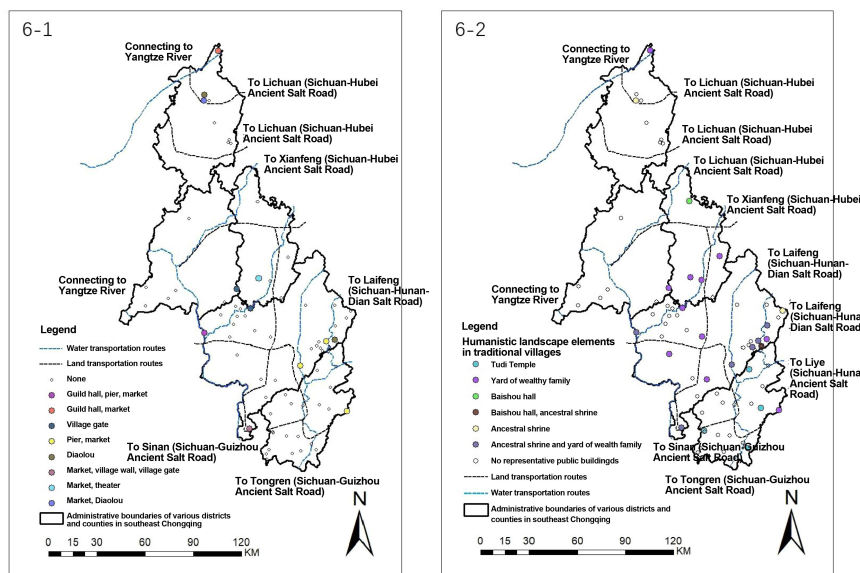 6-1
Connecting to
Yangtze River
To Lichuan (Sichuan-Hubei
Ancient Salt Road)
To Lichuan (Sichuan-Hubei
Ancient Salt Road)
To Xianfeng (Sichuan-Hubei
Ancient Salt Road)
Connecting to
Yangtze River
To Laifeng
(Sichuan-Hunan-
Dian Salt Road)
Legend
Water transportation routes
Land transportation routes
None
Guild hall, pier, market
Guild hall, market
Village gate
Pier, market
Diaolou
Market, village wall, village gate
Market, theater
Market, Diaolou
Administrative boundaries of various districts
and counties in southeast Chongqing
To Sinan (Sichuan-Guizhou
Ancient Salt Road)
To Tongren (Sichuan-Guizhou
Ancient Salt Road)
N
0 15 30 60 90 120
KM
6-2
Connecting to
Yangtze River
To Lichuan (Sichuan-Hubei
Ancient Salt Road)
To Lichuan (Sichuan-Hubei
Ancient Salt Road)
To Lichuan (Sichuan-Hubei
Ancient Salt Road)
To Xianfeng (Sichuan-Hubei
Ancient Salt Road)
To Laifeng
(Sichuan-Hunan-
Dian Salt Road)
Connecting to
Yangtze River
To Laifeng
(Sichuan-Huna
Dian Salt Road
To Liye
(Sichuan-Huna
Ancient Salt
Road)
Legend
Humanistic landscape elements
in traditional villages
Tudi Temple
Yard of wealthy family
Baishou hall
Baishou hall, ancestral shrine
Ancestral shrine
Ancestral shrine and yard of wealth family
No representative public buildingds
Land transportation routes
Water transportation routes
Administrative boundaries of various districts and
counties in southeast Chongqing
To Sinan (Sichuan-Guizhou
Ancient Salt Road)
To Tongren (Sichuan-Guizhou
Ancient Salt Road)
N
0 15 30 60 90 120
KM